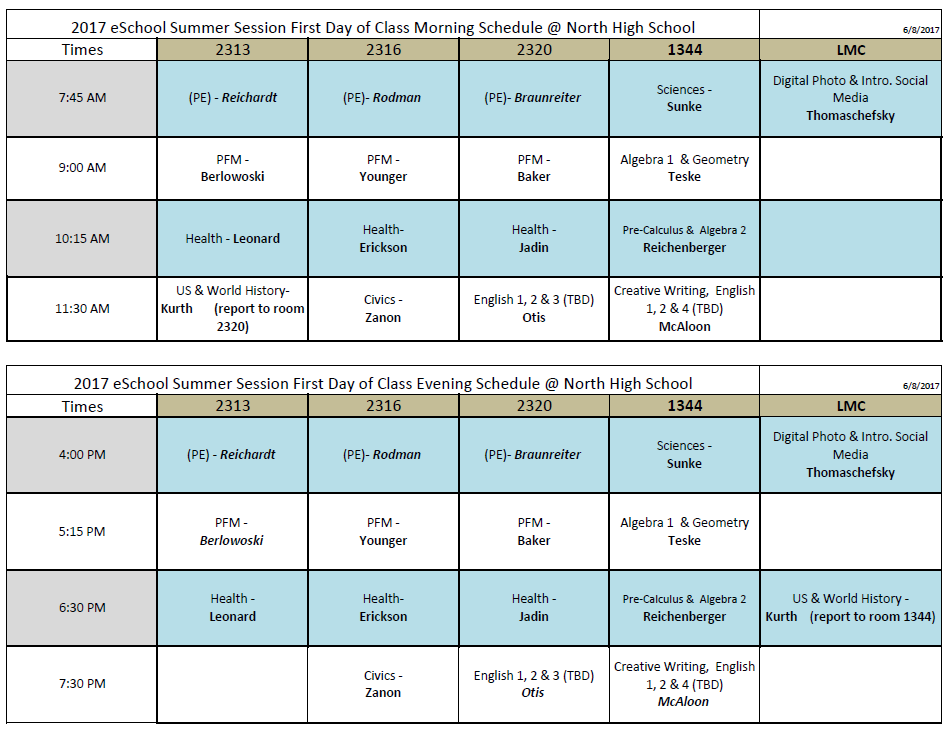 2017 eSchool Summer Session First Day of Class Morning Schedule @ North High School 6/8/2017
Times 2313 2316 2320 1344 LMC
7:45 AM
(PE) - Reichardt
(PE)- Rodman
(PE)- Braunreiter
Sciences -
Sunke
Digital Photo & Intro. Social
Media
Thomaschefsky
9:00 AM
PFM -
Berlowoski
PFM -
Younger
PFM -
Baker
Algebra 1 & Geometry
Teske
10:15 AM
Health - Leonard
Health-
Erickson
Health -
Jadin
Pre-Calculus & Algebra 2
Reichenberger
11:30 AM
US & World History-
Kurth (report to room
2320)
Civics -
Zanon
English 1, 2 & 3 (TBD)
Otis
Creative Writing, English
1, 2 & 4 (TBD)
McAloon
2017 eSchool Summer Session First Day of Class Evening Schedule @ North High School 6/8/2017
Times 2313 2316 2320 1344 LMC
4:00 PM
(PE) - Reichardt
(PE)- Rodman
(PE)- Braunreiter
Sciences -
Sunke
Digital Photo & Intro. Social
Media
Thomaschefsky
5:15 PM
PFM -
Berlowoski
PFM -
Younger
PFM -
Baker
Algebra 1 & Geometry
Teske
6:30 PM
Health -
Leonard
Health-
Erickson
Health -
Jadin
Pre-Calculus & Algebra 2
Reichenberger
US & World History -
Kurth (report to room 1344)
7:30 PM
Civics -
Zanon
English 1, 2 & 3 (TBD)
Otis
Creative Writing, English
1, 2 & 4 (TBD)
McAloon